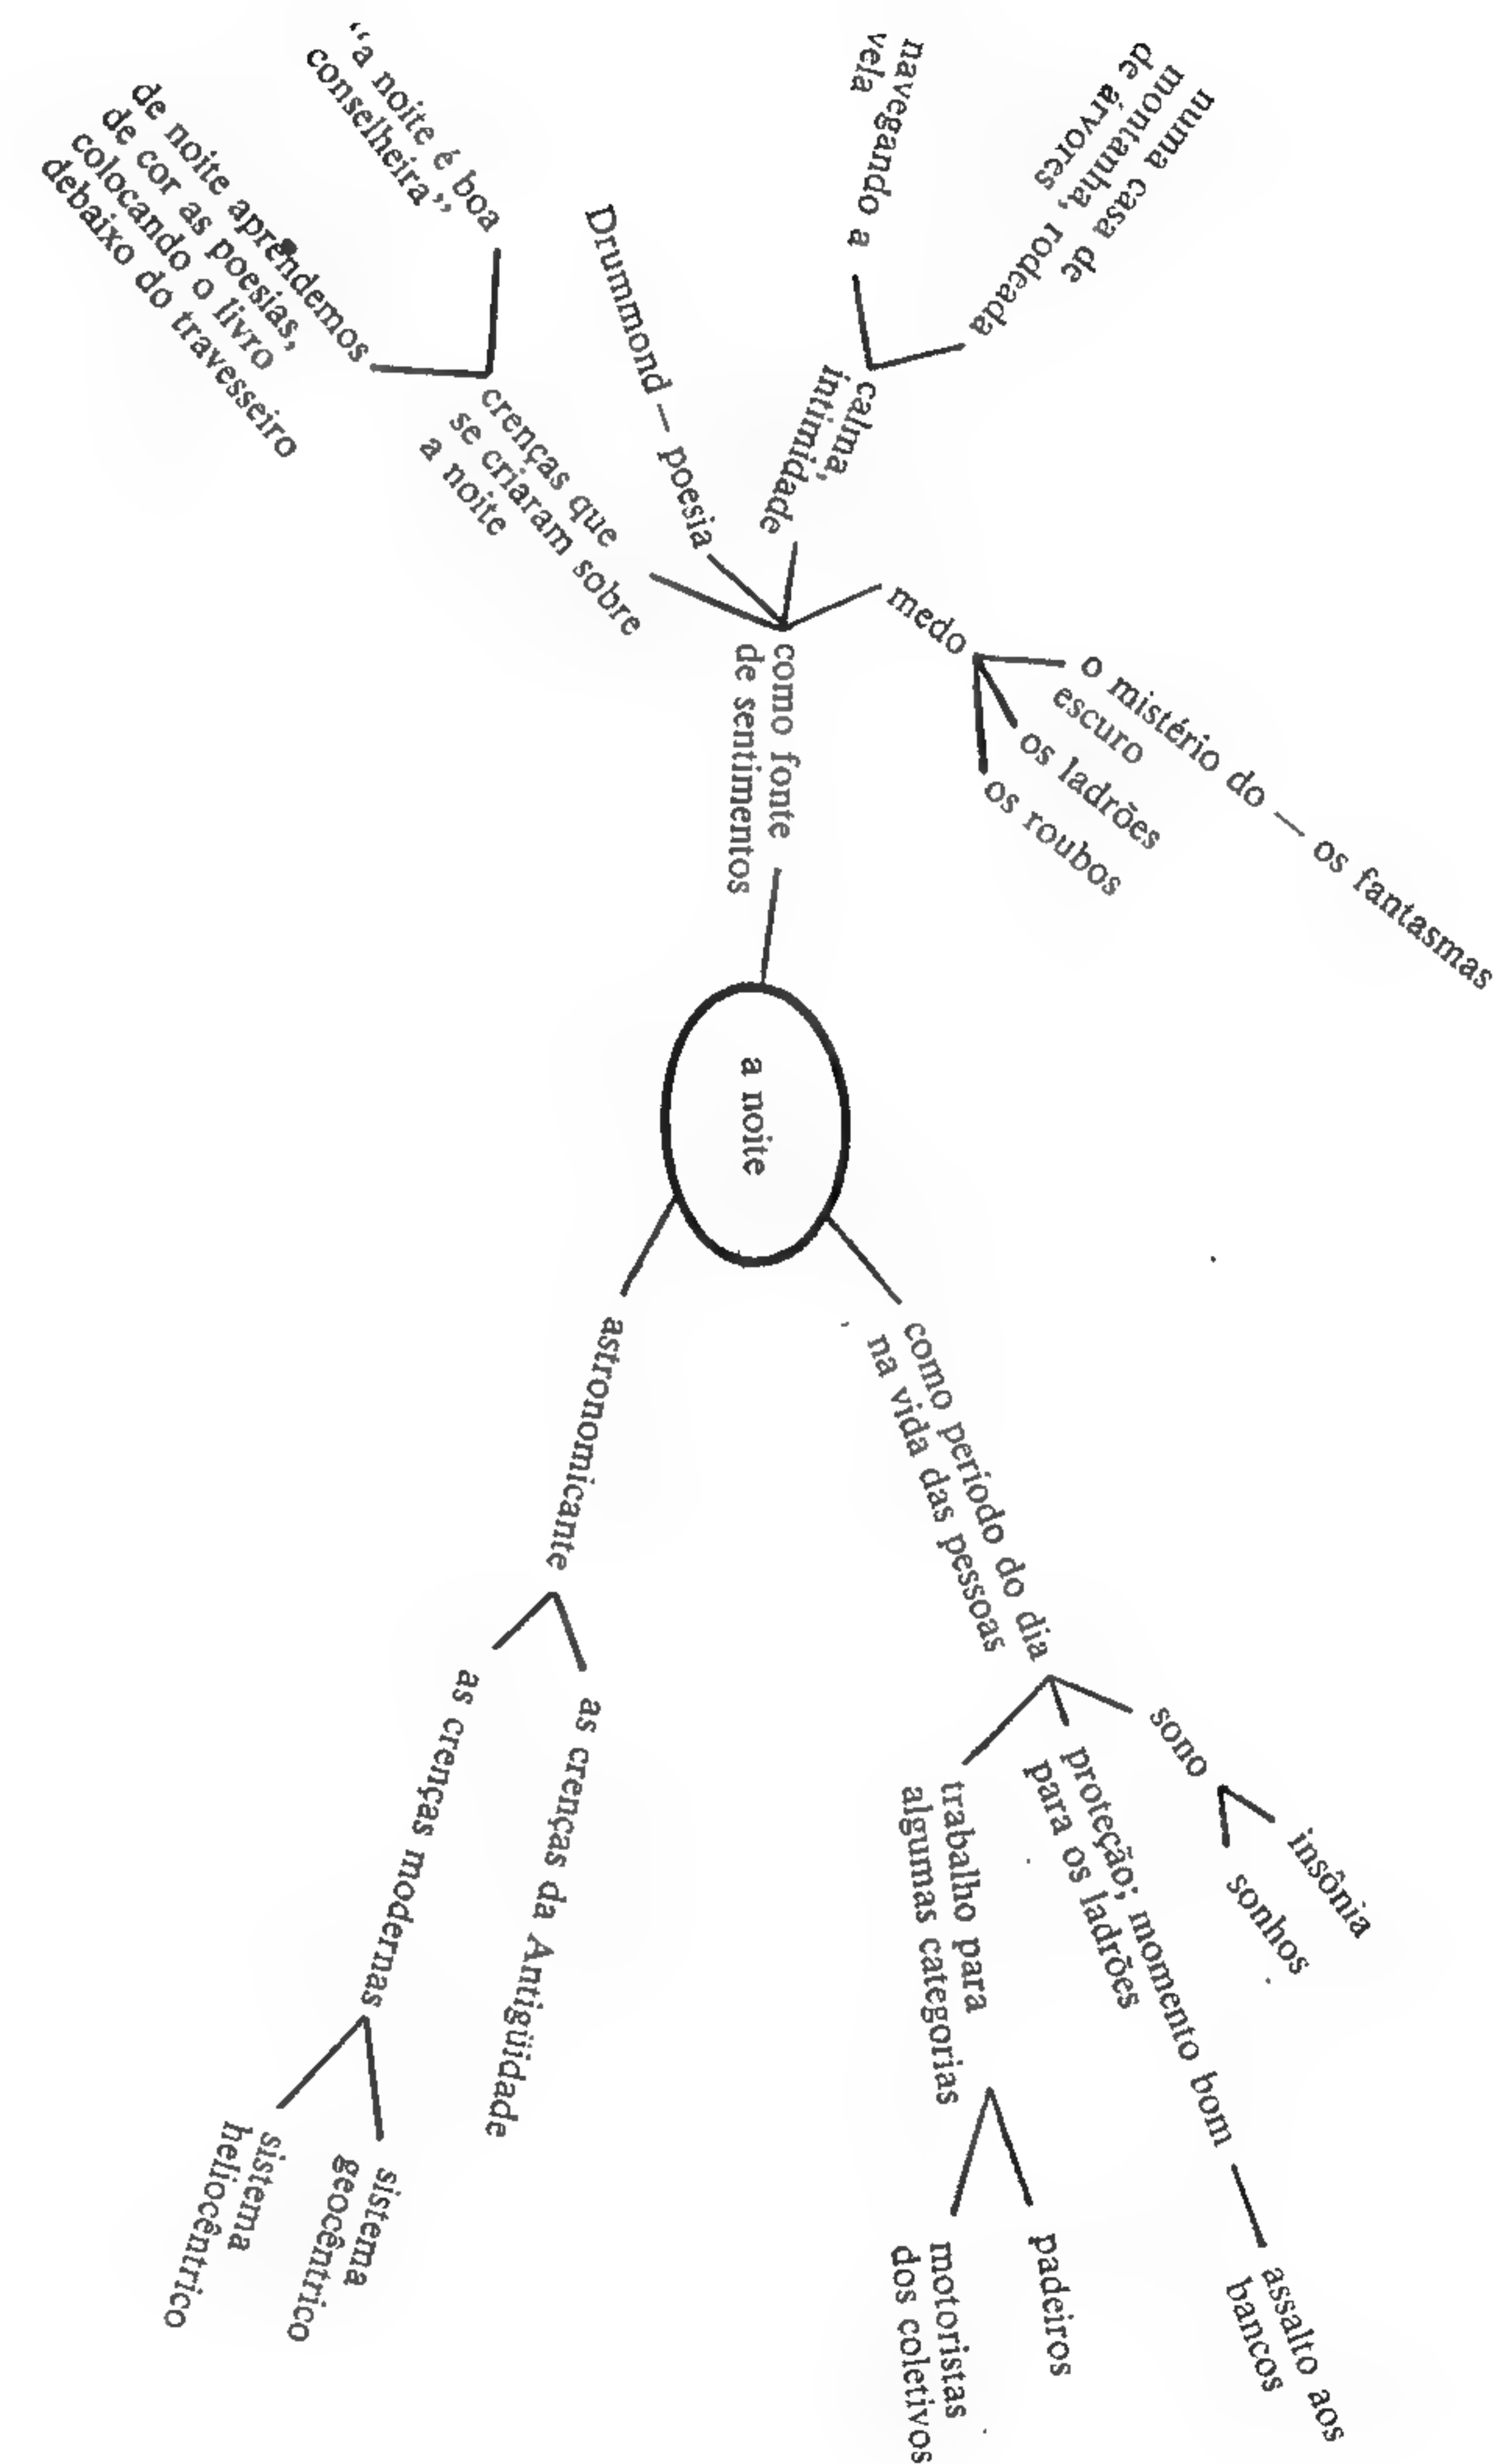 a noite
como fonte
de sentimentos
medo
o mistério do — os fantasmas
escuro
os ladrões
os roubos
calma,
intimidade
numa casa de
montanha, rodeada
de árvores
navegando a
vela
Drummond — poesia
crenças que
se criaram sobre
a noite
“a noite é boa
conselheira”
de noite aprendemos
de cor as poesias,
colocando o livro
debaixo do travesseiro
como período do dia
na vida das pessoas
sono
insônia
sonhos
proteção; momento bom
para os ladrões
assalto aos
bancos
trabalho para
algumas categorias
padeiros
motoristas
dos coletivos
astronomicante
as crenças da Antigüidade
as crenças modernas
sistema
geocêntrico
sistema
heliocêntrico